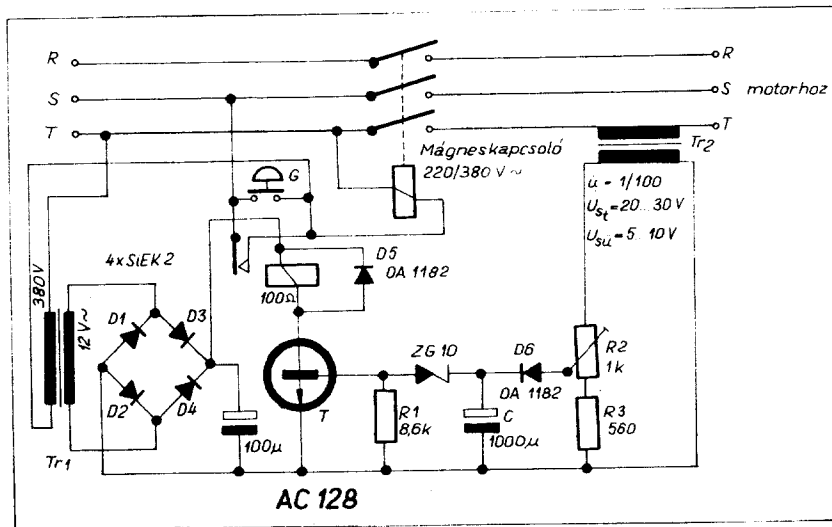 R
R
S
S motorhoz
T
T
Tr2
Mágneskapcsoló
220/380 V ~
G
ü = 1/100
U_St = 20...30 V
U_Sü = 5...10 V
4xSiEK 2
D5
OA 1182
380V
12 V~
100Ω
D1
D3
D2
D4
ZG 10
D6
OA 1182
R2
1k
R1
8,6k
C
1000µ
R3
560
100µ
T
Tr1
AC 128